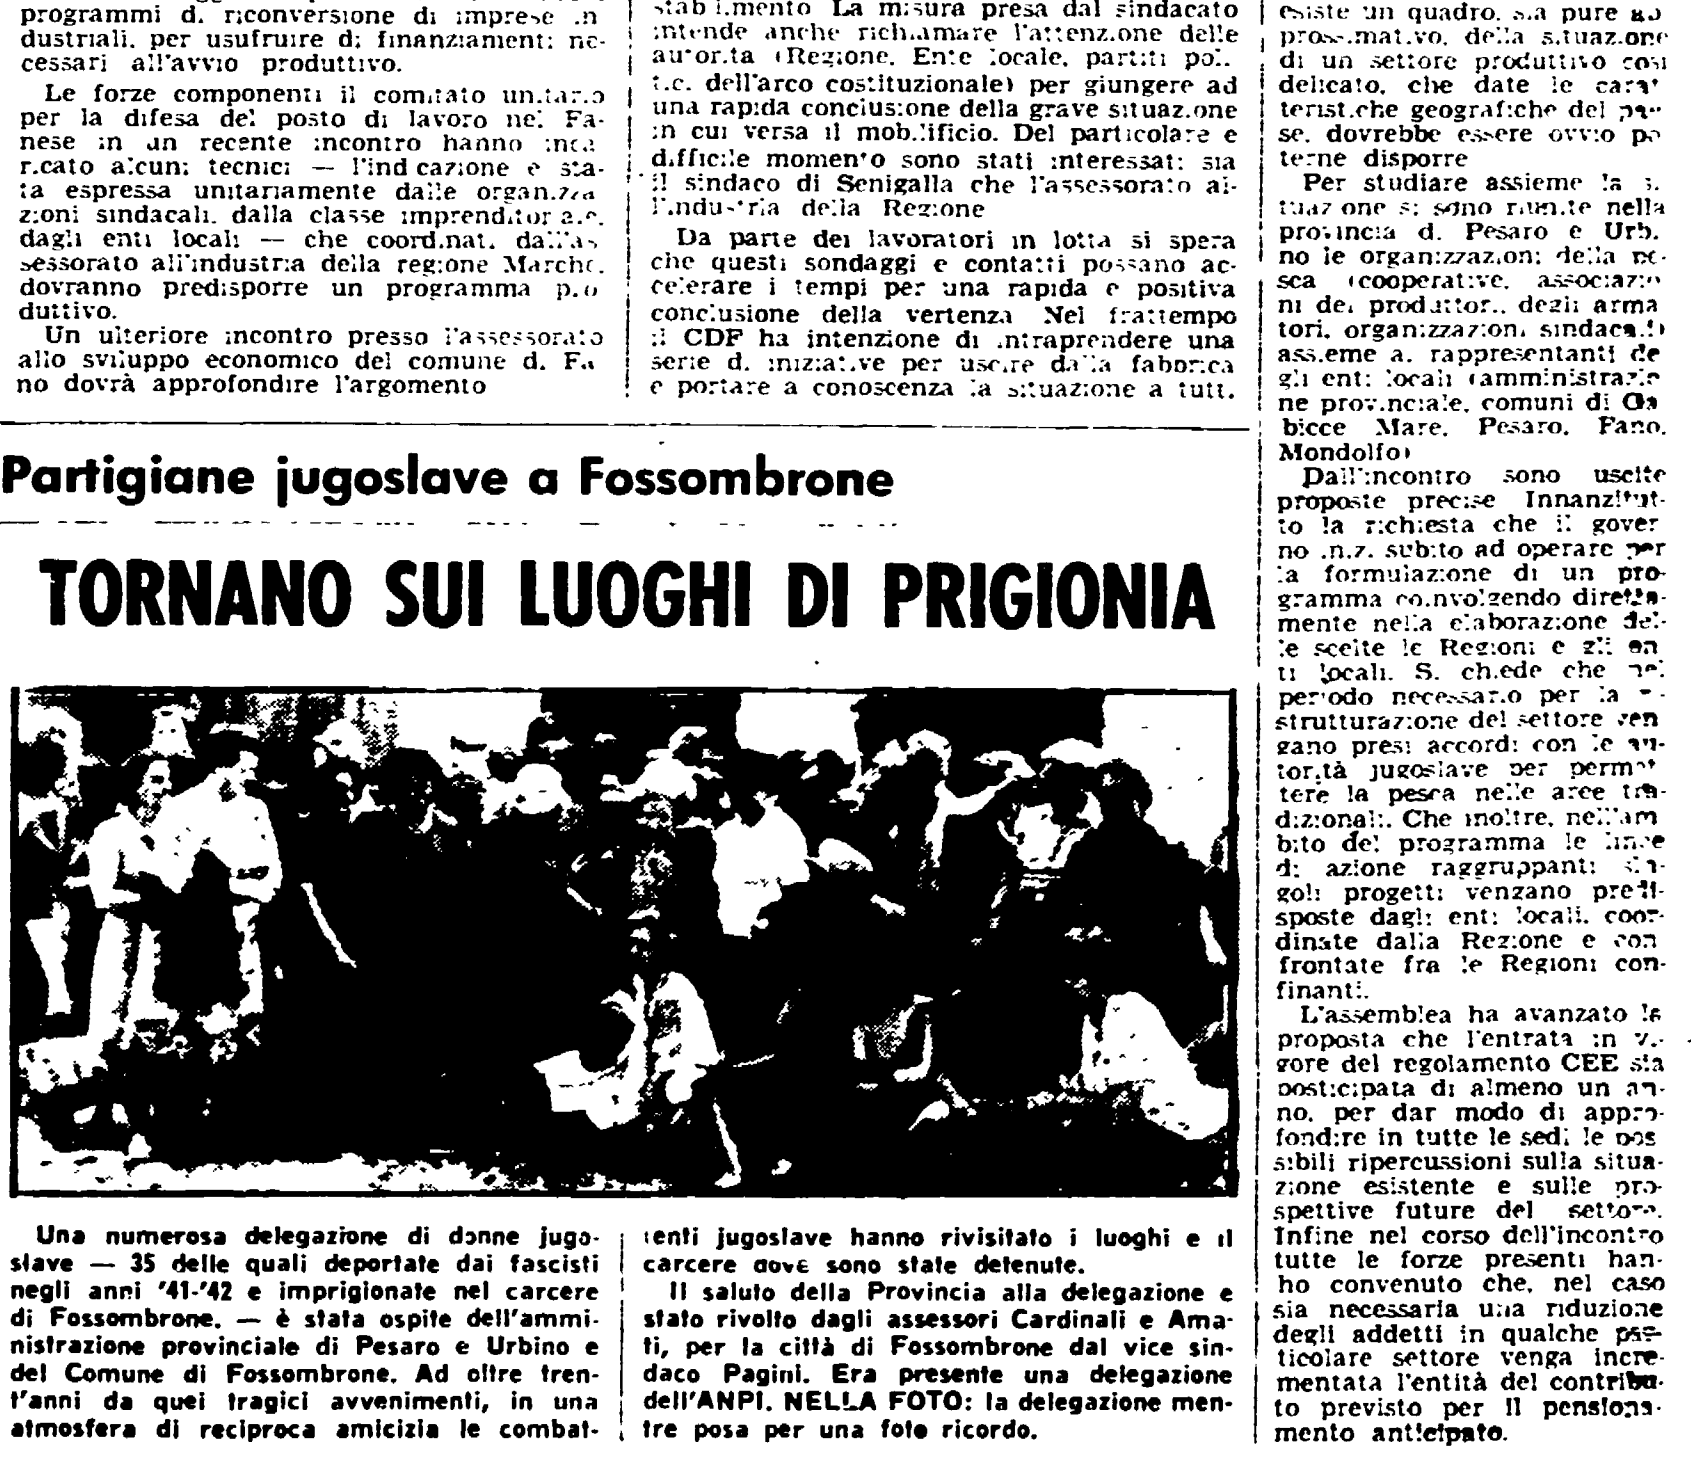 programmi di riconversione di imprese in
dustriali, per usufruire di finanziamenti ne-
cessari all'avvio produttivo.
Le forze componenti il comitato unitario
per la difesa del posto di lavoro nel Fa-
nese in un recente incontro hanno inca
ricato alcuni tecnici — l'indicazione è sta-
ta espressa unitariamente dalle organizza
zioni sindacali, dalla classe imprenditoriale,
dagli enti locali — che coordinati dall'as
sessorato all'industria della regione Marche,
dovranno predisporre un programma pro
duttivo.
Un ulteriore incontro presso l'assessorato
allo sviluppo economico del comune di Fa
no dovrà approfondire l'argomento
stabilimento La misura presa dal sindacato
intende anche richiamare l'attenzione delle
autorità (Regione, Ente locale, partiti poli
tici dell'arco costituzionale) per giungere ad
una rapida conclusione della grave situazione
in cui versa il mobilificio. Del particolare e
difficile momento sono stati interessati sia
il sindaco di Senigalla che l'assessorato al-
l'industria della Regione
Da parte dei lavoratori in lotta si spera
che questi sondaggi e contatti possano ac-
celerare i tempi per una rapida e positiva
conclusione della vertenza Nel frattempo
il CDF ha intenzione di intraprendere una
serie di iniziative per uscire dalla fabbrica
e portare a conoscenza la situazione a tutti.
Partigiane jugoslave a Fossombrone
TORNANO SUI LUOGHI DI PRIGIONIA
Una numerosa delegazione di donne jugo-
slave — 35 delle quali deportate dai fascisti
negli anni '41-'42 e imprigionate nel carcere
di Fossombrone, — è stata ospite dell'ammi-
nistrazione provinciale di Pesaro e Urbino e
del Comune di Fossombrone. Ad oltre tren-
t'anni da quei tragici avvenimenti, in una
atmosfera di reciproca amicizia le combat-
tenti jugoslave hanno rivisitato i luoghi e il
carcere dove sono state detenute.
Il saluto della Provincia alla delegazione e
stato rivolto dagli assessori Cardinali e Ama-
ti, per la città di Fossombrone dal vice sin-
daco Pagini. Era presente una delegazione
dell'ANPI. NELLA FOTO: la delegazione men-
tre posa per una foto ricordo.
esiste un quadro, sia pure ap
prossimativo, della situazione
di un settore produttivo così
delicato, che date le carat
teristiche geografiche del pae-
se, dovrebbe essere ovvio po
terne disporre
Per studiare assieme la si
tuazione si sono riunite nella
provincia di Pesaro e Urbi
no le organizzazioni della pe-
sca (cooperative, associazio
ni dei produttori, degli arma
tori, organizzazioni sindacali)
assieme ai rappresentanti de
gli enti locali (amministrazio
ne provinciale, comuni di Ga
bicce Mare, Pesaro, Fano,
Mondolfo)
Dall'incontro sono uscite
proposte precise Innanzitut-
to la richiesta che il gover
no inizi subito ad operare per
la formulazione di un pro-
gramma coinvolgendo diretta-
mente nella elaborazione del-
le scelte le Regioni e gli en
ti locali. Si chiede che nel
periodo necessario per la ri-
strutturazione del settore ven
gano presi accordi con le au-
torità jugoslave per permet
tere la pesca nelle aree tra-
dizionali. Che inoltre, nell'am
bito del programma le linee
di azione raggruppanti sin-
goli progetti vengano predi-
sposte dagli enti locali, coor-
dinate dalla Regione e con
frontate fra le Regioni con-
finanti.
L'assemblea ha avanzato la
proposta che l'entrata in vi-
gore del regolamento CEE sia
posticipata di almeno un an-
no, per dar modo di appro-
fondire in tutte le sedi le pos
sibili ripercussioni sulla situa-
zione esistente e sulle pro-
spettive future del settore.
Infine nel corso dell'incontro
tutte le forze presenti han-
ho convenuto che, nel caso
sia necessaria una riduzione
degli addetti in qualche par-
ticolare settore venga incre-
mentata l'entità del contribu-
to previsto per il pensiona-
mento anticipato.